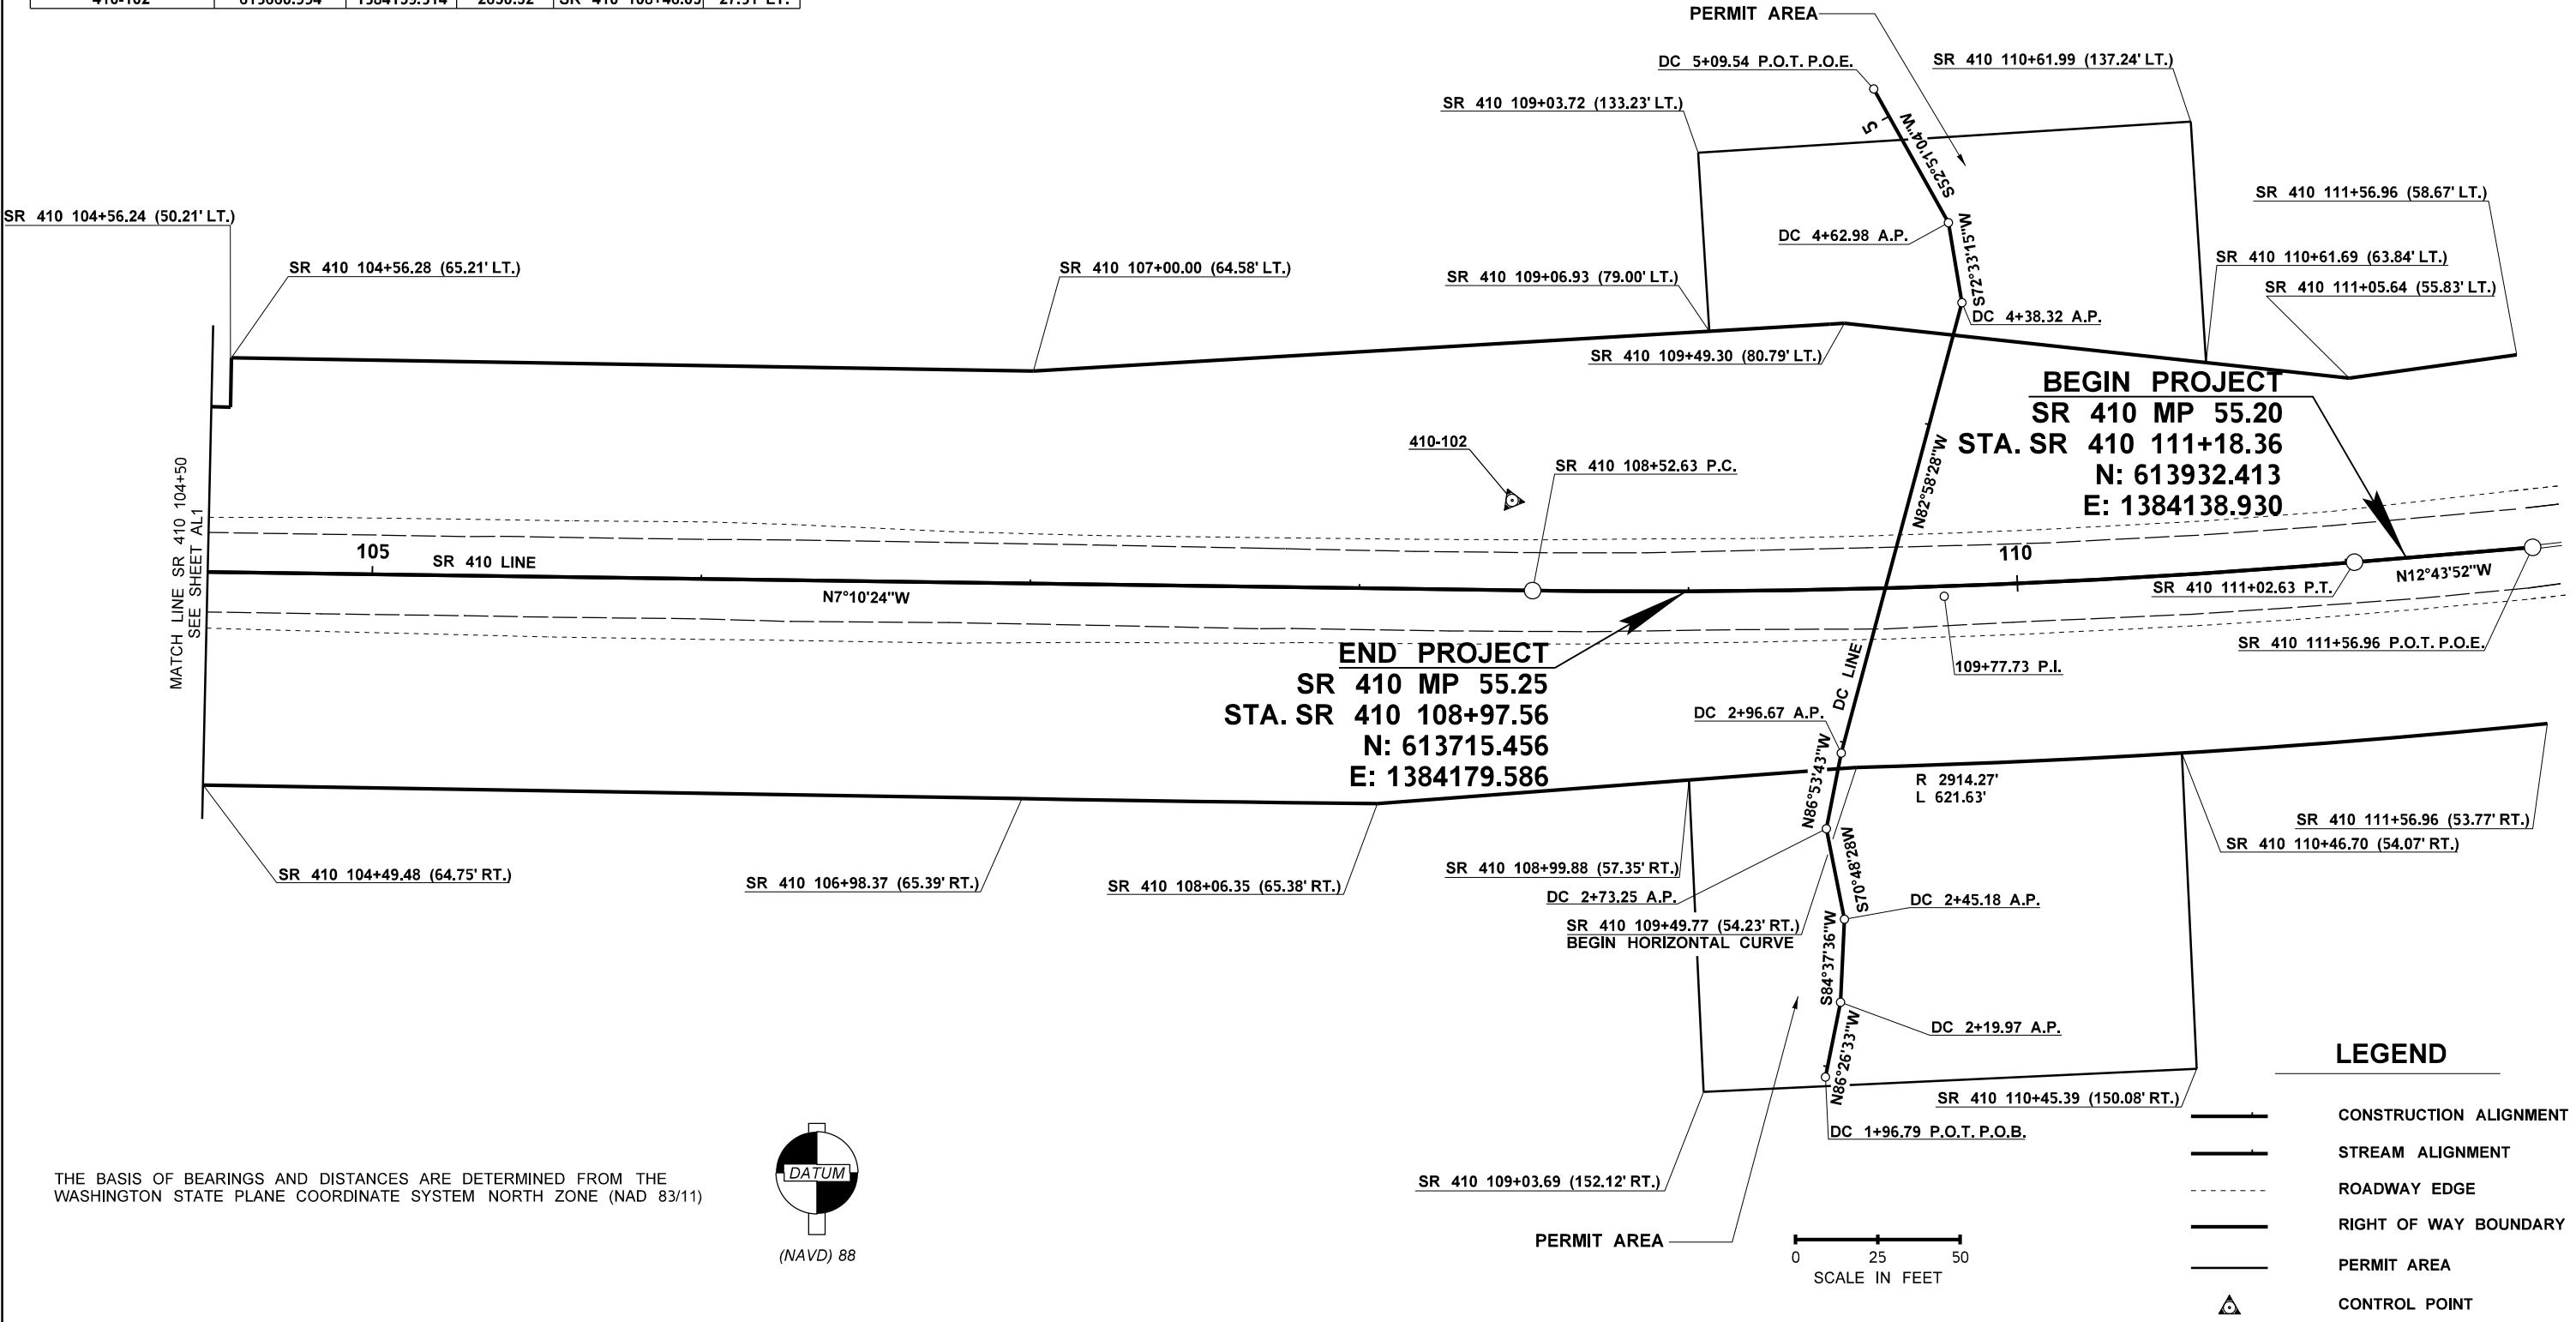 PERMIT AREA
DC 5+09.54 P.O.T. P.O.E.
SR 410 110+61.99 (137.24' LT.)
SR 410 109+03.72 (133.23' LT.)
5
S52°51'04"W
SR 410 111+56.96 (58.67' LT.)
SR 410 104+56.24 (50.21' LT.)
DC 4+62.98 A.P.
S72°33'15"W
SR 410 104+56.28 (65.21' LT.)
SR 410 107+00.00 (64.58' LT.)
SR 410 109+06.93 (79.00' LT.)
SR 410 110+61.69 (63.84' LT.)
SR 410 111+05.64 (55.83' LT.)
DC 4+38.32 A.P.
SR 410 109+49.30 (80.79' LT.)
BEGIN PROJECT
SR 410 MP 55.20
STA. SR 410 111+18.36
N: 613932.413
E: 1384138.930
410-102
SR 410 108+52.63 P.C.
N82°58'28"W
MATCH LINE SR 410 104+50
SEE SHEET AL1
105
SR 410 LINE
110
N7°10'24"W
SR 410 111+02.63 P.T.
N12°43'52"W
SR 410 111+56.96 P.O.T. P.O.E.
109+77.73 P.I.
END PROJECT
SR 410 MP 55.25
STA. SR 410 108+97.56
N: 613715.456
E: 1384179.586
DC LINE
DC 2+96.67 A.P.
N86°53'43"W
R 2914.27'
L 621.63'
SR 410 111+56.96 (53.77' RT.)
SR 410 110+46.70 (54.07' RT.)
SR 410 104+49.48 (64.75' RT.)
SR 410 106+98.37 (65.39' RT.)
SR 410 108+06.35 (65.38' RT.)
SR 410 108+99.88 (57.35' RT.)
DC 2+73.25 A.P.
S70°48'28W
DC 2+45.18 A.P.
SR 410 109+49.77 (54.23' RT.)
BEGIN HORIZONTAL CURVE
S84°37'36"W
DC 2+19.97 A.P.
N86°26'33"W
SR 410 110+45.39 (150.08' RT.)
DC 1+96.79 P.O.T. P.O.B.
SR 410 109+03.69 (152.12' RT.)
PERMIT AREA
THE BASIS OF BEARINGS AND DISTANCES ARE DETERMINED FROM THE
WASHINGTON STATE PLANE COORDINATE SYSTEM NORTH ZONE (NAD 83/11)
DATUM
(NAVD) 88
0 25 50
SCALE IN FEET
LEGEND
CONSTRUCTION ALIGNMENT
STREAM ALIGNMENT
ROADWAY EDGE
RIGHT OF WAY BOUNDARY
PERMIT AREA
CONTROL POINT